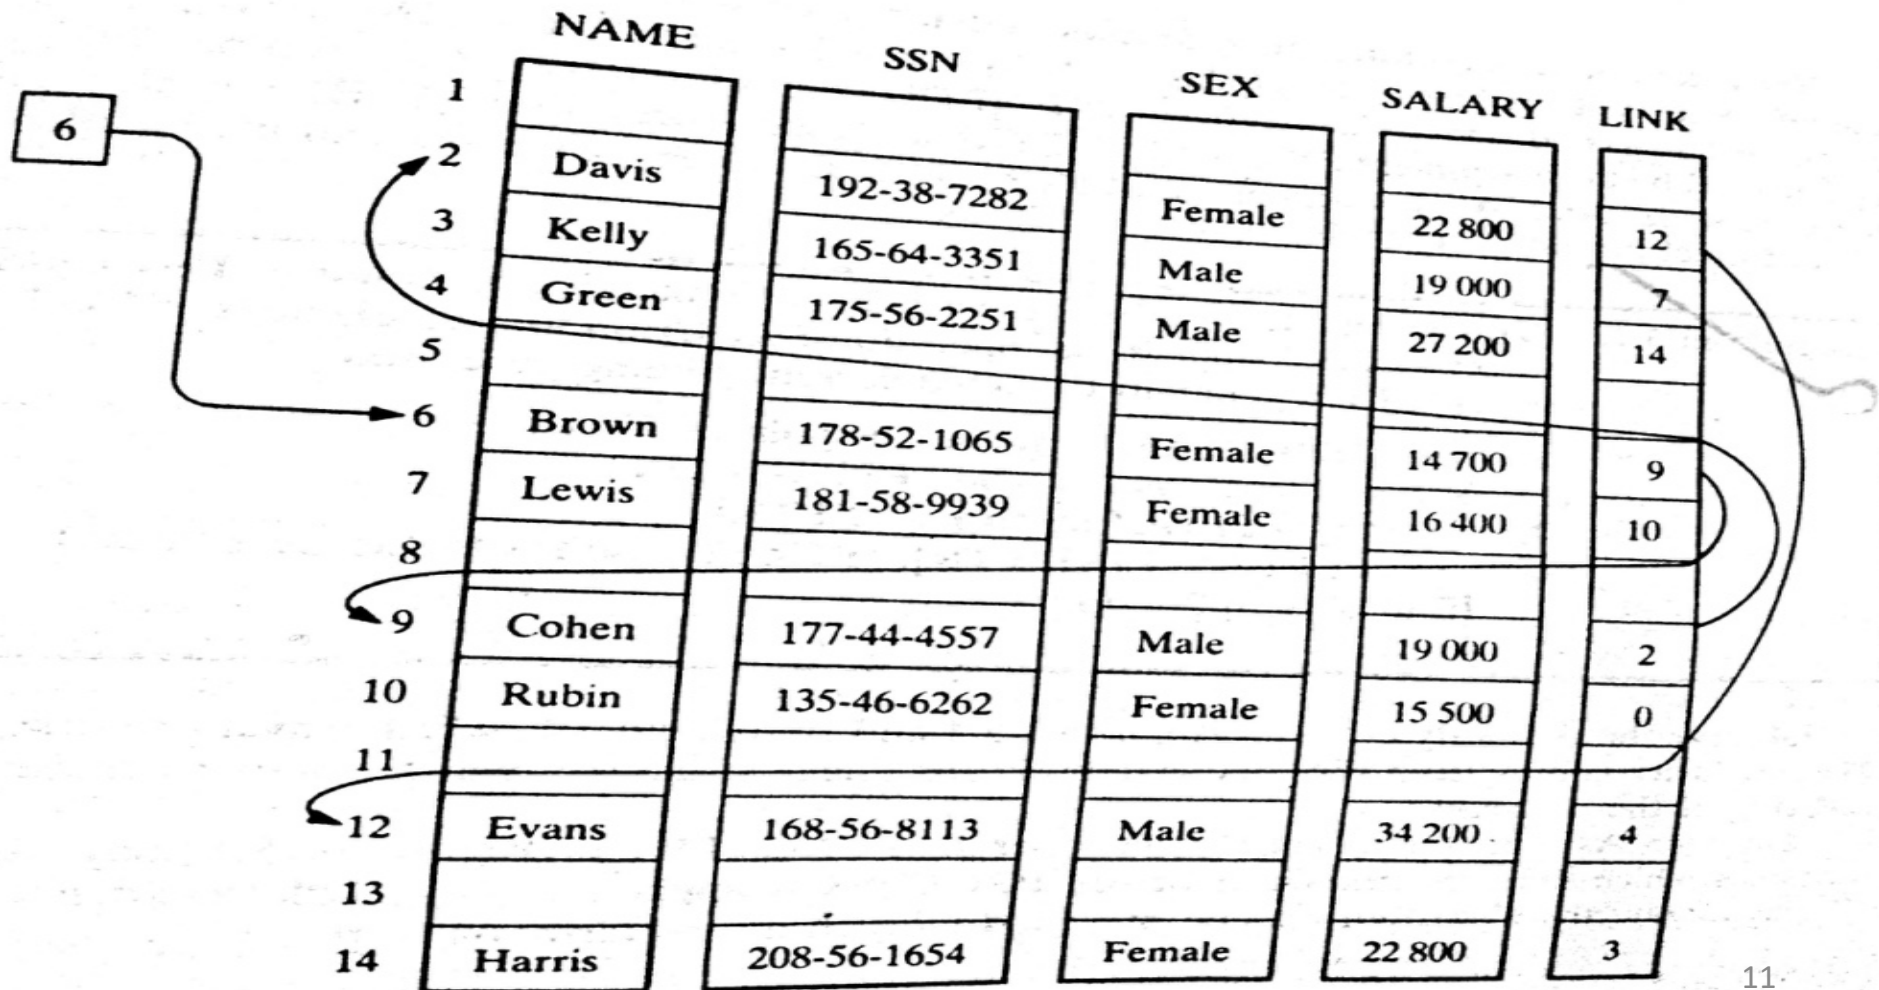 NAME SSN SEX SALARY LINK
6
1
2 Davis 192-38-7282 Female 22 800 12
3 Kelly 165-64-3351 Male 19 000 7
4 Green 175-56-2251 Male 27 200 14
5
6 Brown 178-52-1065 Female 14 700 9
7 Lewis 181-58-9939 Female 16 400 10
8
9 Cohen 177-44-4557 Male 19 000 2
10 Rubin 135-46-6262 Female 15 500 0
11
12 Evans 168-56-8113 Male 34 200 4
13
14 Harris 208-56-1654 Female 22 800 3
11